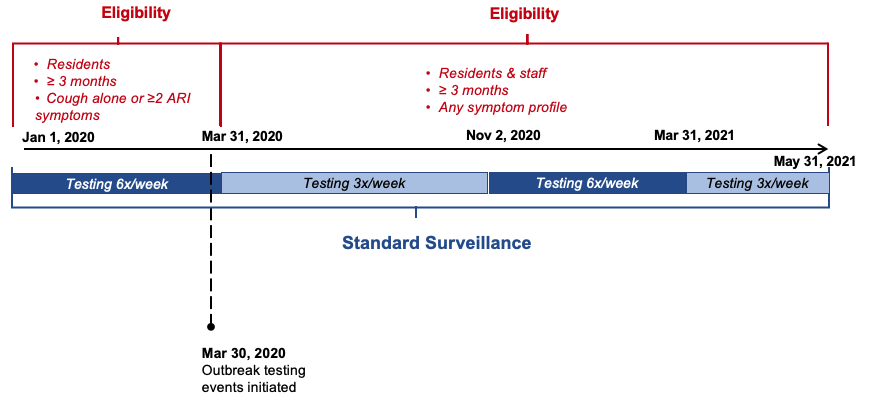 Eligibility
Eligibility
• Residents
• ≥ 3 months
• Cough alone or ≥2 ARI
symptoms
• Residents & staff
• ≥ 3 months
• Any symptom profile
Jan 1, 2020
Mar 31, 2020
Nov 2, 2020
Mar 31, 2021
May 31, 2021
Testing 6x/week
Testing 3x/week
Testing 6x/week
Testing 3x/week
Standard Surveillance
Mar 30, 2020
Outbreak testing
events initiated